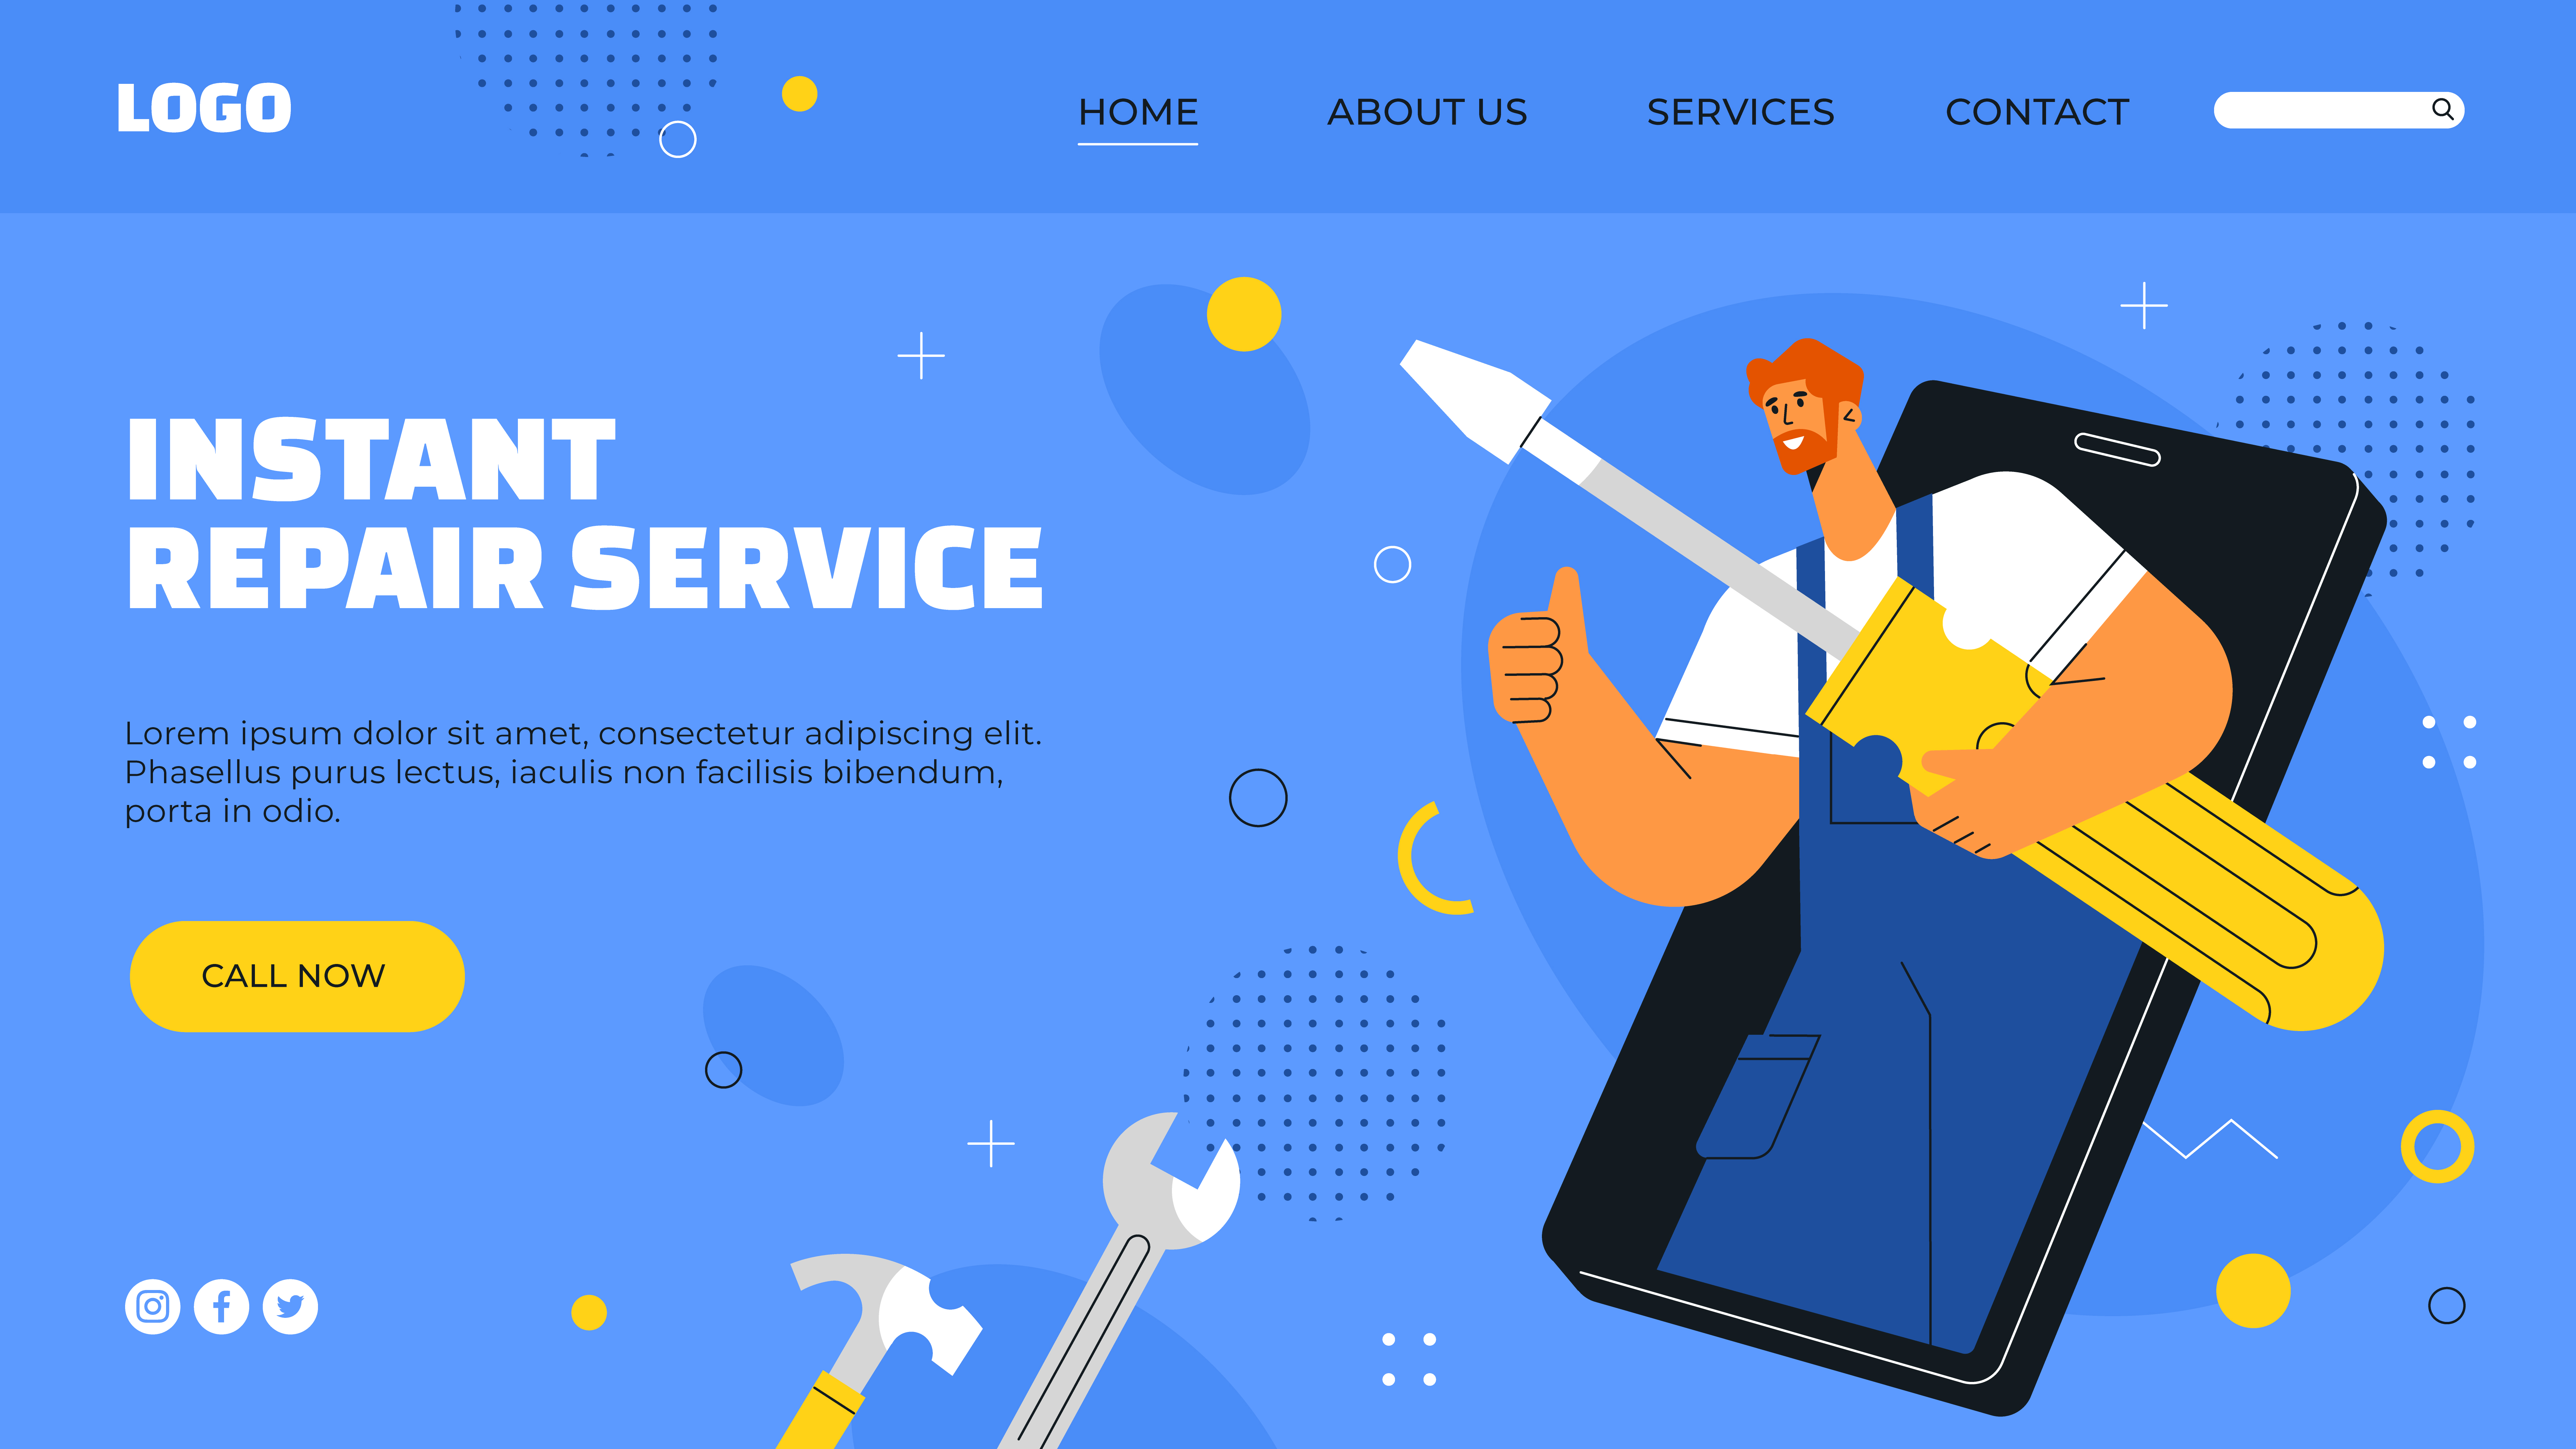 LOGO
HOME ABOUT US SERVICES CONTACT
INSTANT
REPAIR SERVICE
Lorem ipsum dolor sit amet, consectetur adipiscing elit.
Phasellus purus lectus, iaculis non facilisis bibendum,
porta in odio.
CALL NOW